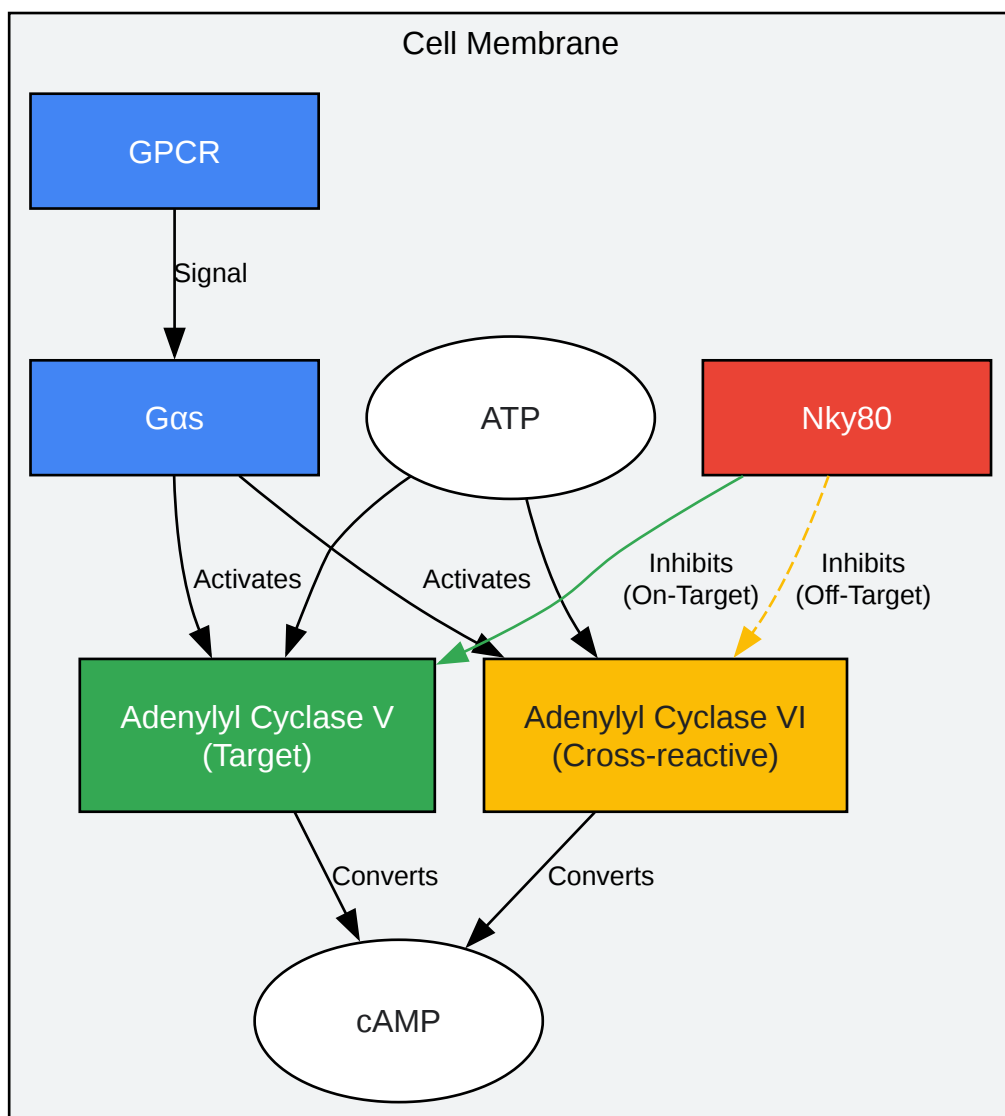 Cell Membrane
GPCR
Signal
Gαs
ATP
Nky80
Activates
Activates
Inhibits
(On-Target)
Inhibits
(Off-Target)
Adenylyl Cyclase V
(Target)
Adenylyl Cyclase VI
(Cross-reactive)
Converts
Converts
cAMP